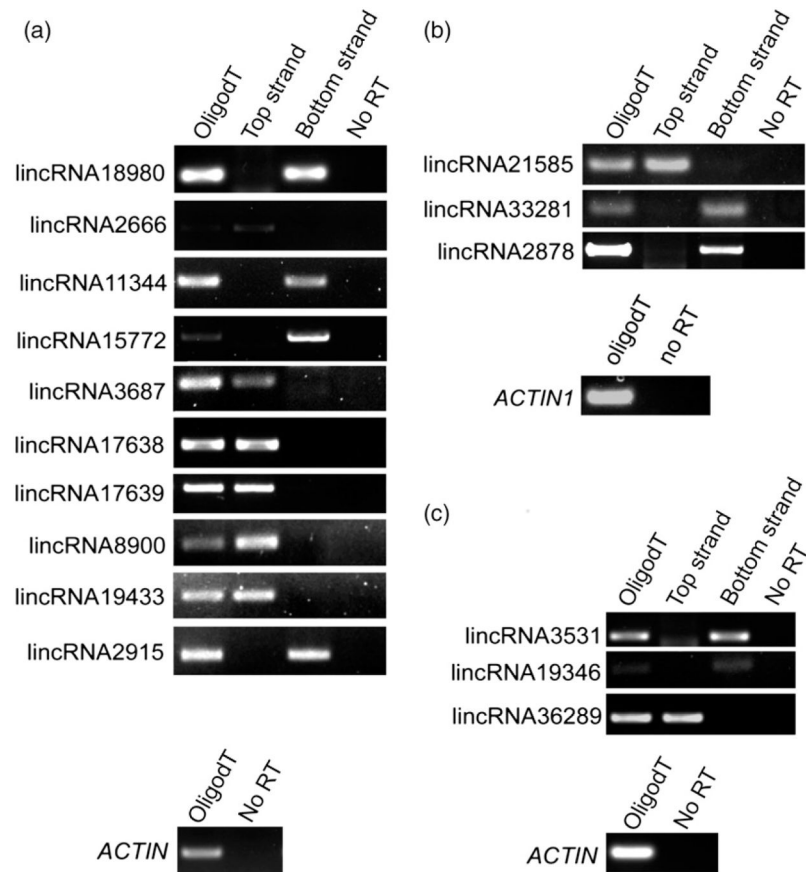 (a)
OligodT
Top strand
Bottom strand
No RT
lincRNA18980
lincRNA2666
lincRNA11344
lincRNA15772
lincRNA3687
lincRNA17638
lincRNA17639
lincRNA8900
lincRNA19433
lincRNA2915
OligodT
No RT
ACTIN
(b)
OligodT
Top strand
Bottom strand
No RT
lincRNA21585
lincRNA33281
lincRNA2878
oligodT
no RT
ACTIN1
(c)
OligodT
Top strand
Bottom strand
No RT
lincRNA3531
lincRNA19346
lincRNA36289
OligodT
No RT
ACTIN